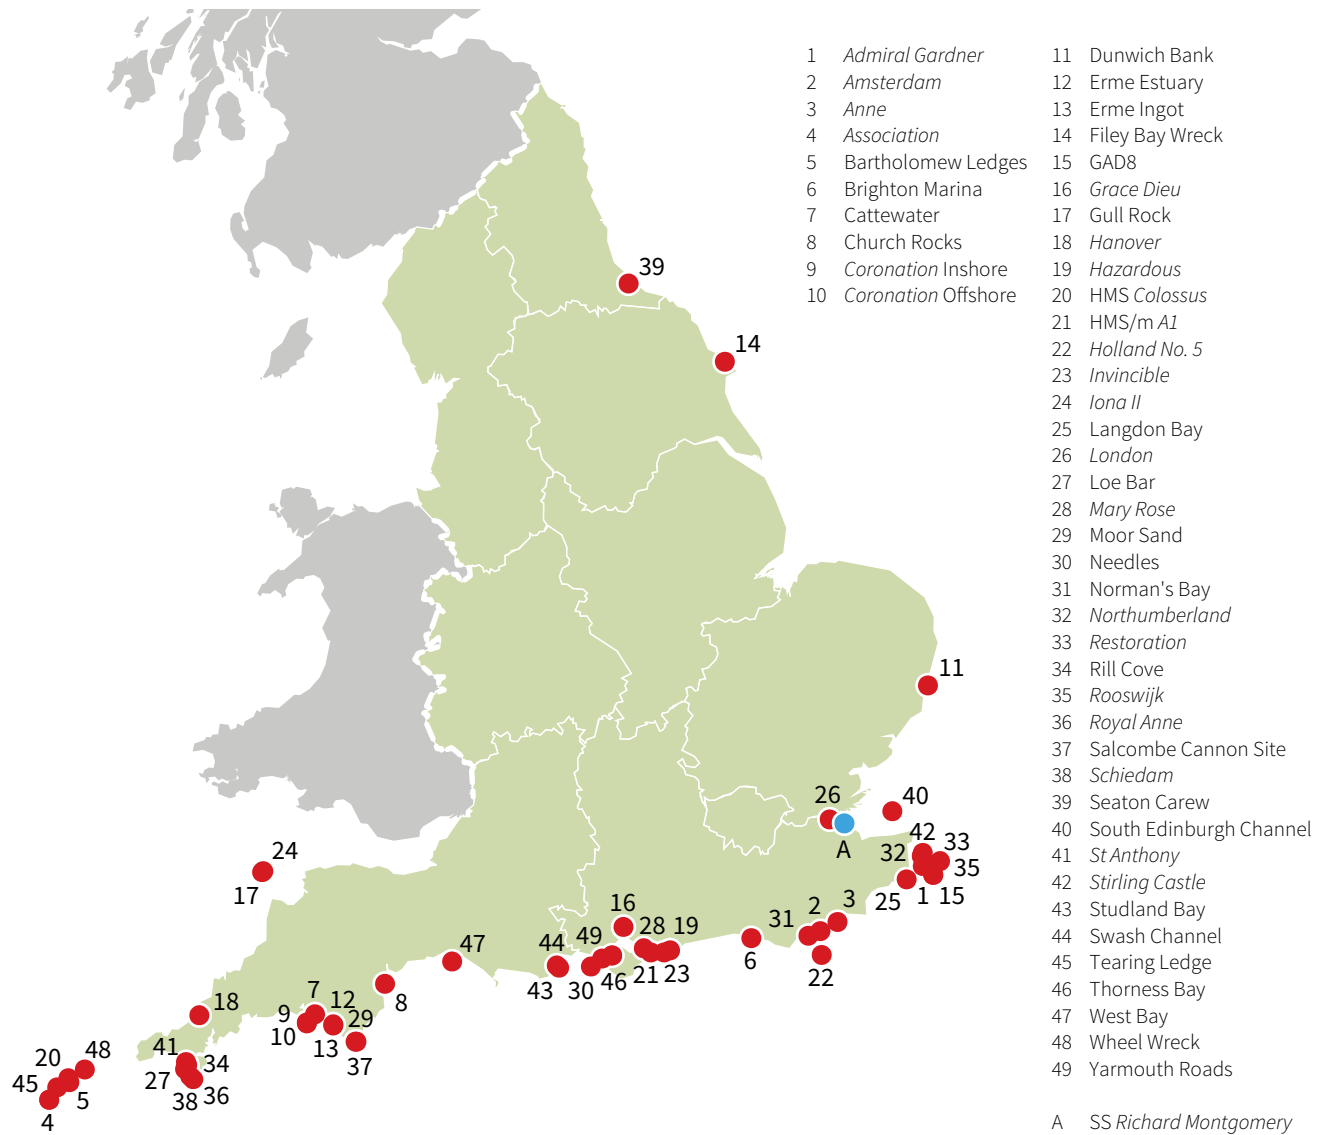 1 Admiral Gardner
2 Amsterdam
3 Anne
4 Association
5 Bartholomew Ledges
6 Brighton Marina
7 Cattewater
8 Church Rocks
9 Coronation Inshore
10 Coronation Offshore
11 Dunwich Bank
12 Erme Estuary
13 Erme Ingot
14 Filey Bay Wreck
15 GAD8
16 Grace Dieu
17 Gull Rock
18 Hanover
19 Hazardous
20 HMS Colossus
21 HMS/m A1
22 Holland No. 5
23 Invincible
24 Iona II
25 Langdon Bay
26 London
27 Loe Bar
28 Mary Rose
29 Moor Sand
30 Needles
31 Norman's Bay
32 Northumberland
33 Restoration
34 Rill Cove
35 Rooswijk
36 Royal Anne
37 Salcombe Cannon Site
38 Schiedam
39 Seaton Carew
40 South Edinburgh Channel
41 St Anthony
42 Stirling Castle
43 Studland Bay
44 Swash Channel
45 Tearing Ledge
46 Thorness Bay
47 West Bay
48 Wheel Wreck
49 Yarmouth Roads
A SS Richard Montgomery
39
14
11
26
40
A
42
33
32
35
25
1
15
24
17
16
2
3
31
28
19
49
44
47
6
22
21
23
46
30
43
8
18
7
12
9
29
10
13
37
41
34
27
38
36
20
48
45
5
4